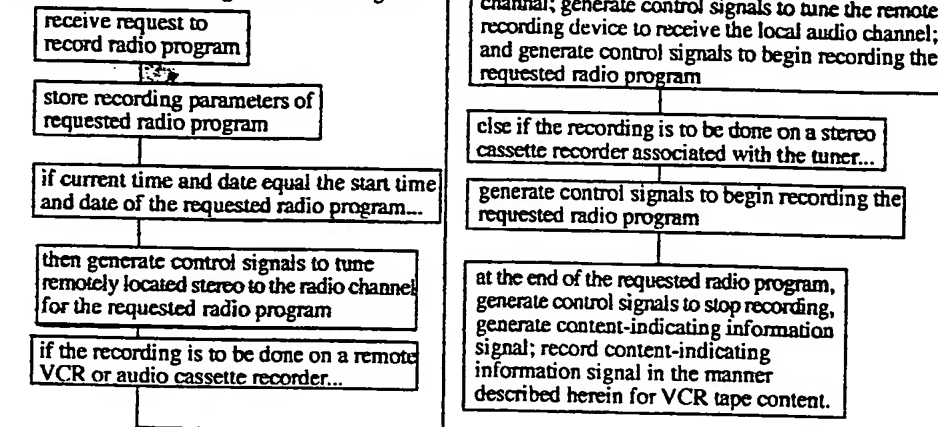 receive request to
record radio program
store recording parameters of
requested radio program
if current time and date equal the start time
and date of the requested radio program...
then generate control signals to tune
remotely located stereo to the radio channel
for the requested radio program
if the recording is to be done on a remote
VCR or audio cassette recorder...
channal; generate control signals to tune the remote
recording device to receive the local audio channel;
and generate control signals to begin recording the
requested radio program
else if the recording is to be done on a stereo
cassette recorder associated with the tuner...
generate control signals to begin recording the
requested radio program
at the end of the requested radio program,
generate control signals to stop recording,
generate content-indicating information
signal; record content-indicating
information signal in the manner
described herein for VCR tape content.